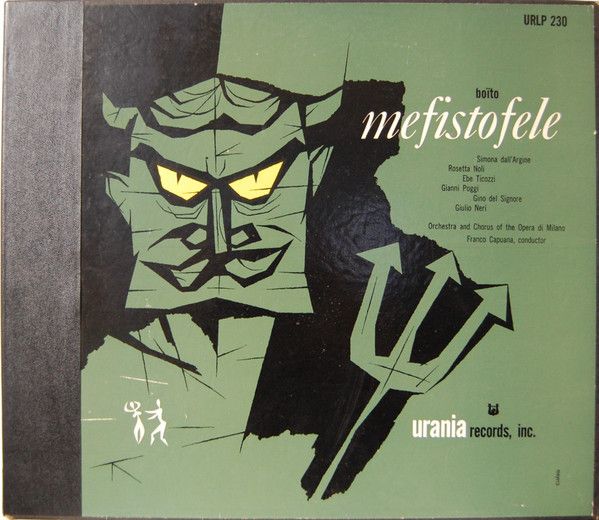 URLP 230
boïto
mefistofele
Simona dall'Argine
Rosetta Noli
Ebe Ticozzi
Gianni Poggi
Gino del Signore
Giulio Neri
Orchestra and Chorus of the Opera di Milano
Franco Capuana, conductor
urania records, inc.